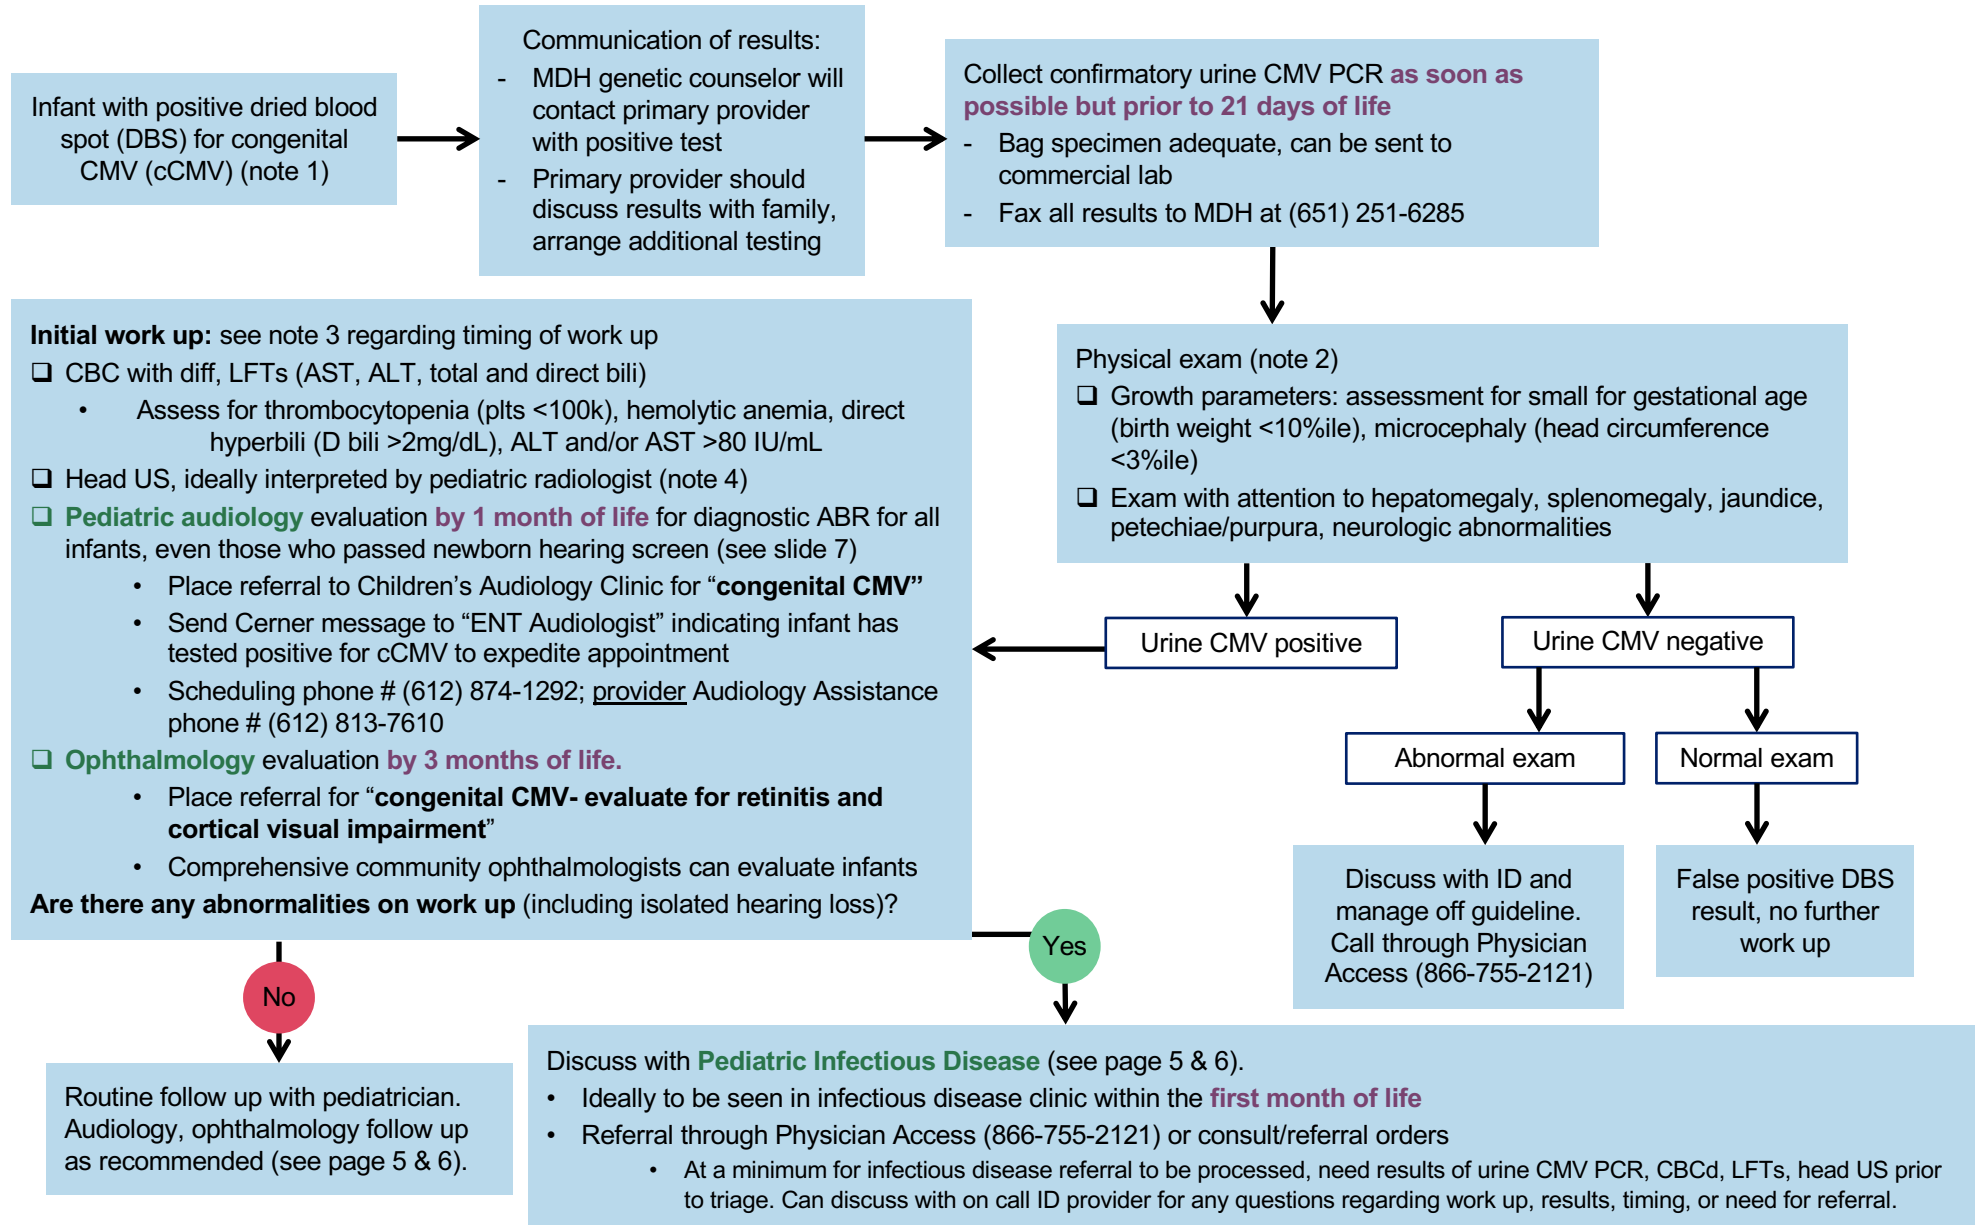 Infant with positive dried blood
spot (DBS) for congenital
CMV (cCMV) (note 1)
Communication of results:
- MDH genetic counselor will
contact primary provider
with positive test
- Primary provider should
discuss results with family,
arrange additional testing
Collect confirmatory urine CMV PCR as soon as
possible but prior to 21 days of life
- Bag specimen adequate, can be sent to
commercial lab
- Fax all results to MDH at (651) 251-6285
Physical exam (note 2)
❑ Growth parameters: assessment for small for gestational age
(birth weight <10%ile), microcephaly (head circumference
<3%ile)
❑ Exam with attention to hepatomegaly, splenomegaly, jaundice,
petechiae/purpura, neurologic abnormalities
Urine CMV positive
Urine CMV negative
Abnormal exam
Normal exam
Discuss with ID and
manage off guideline.
Call through Physician
Access (866-755-2121)
False positive DBS
result, no further
work up
Initial work up: see note 3 regarding timing of work up
❑ CBC with diff, LFTs (AST, ALT, total and direct bili)
• Assess for thrombocytopenia (plts <100k), hemolytic anemia, direct
hyperbili (D bili >2mg/dL), ALT and/or AST >80 IU/mL
❑ Head US, ideally interpreted by pediatric radiologist (note 4)
❑ Pediatric audiology evaluation by 1 month of life for diagnostic ABR for all
infants, even those who passed newborn hearing screen (see slide 7)
• Place referral to Children’s Audiology Clinic for “congenital CMV”
• Send Cerner message to “ENT Audiologist” indicating infant has
tested positive for cCMV to expedite appointment
• Scheduling phone # (612) 874-1292; provider Audiology Assistance
phone # (612) 813-7610
❑ Ophthalmology evaluation by 3 months of life.
• Place referral for “congenital CMV- evaluate for retinitis and
cortical visual impairment”
• Comprehensive community ophthalmologists can evaluate infants
Are there any abnormalities on work up (including isolated hearing loss)?
No
Yes
Routine follow up with pediatrician.
Audiology, ophthalmology follow up
as recommended (see page 5 & 6).
Discuss with Pediatric Infectious Disease (see page 5 & 6).
• Ideally to be seen in infectious disease clinic within the first month of life
• Referral through Physician Access (866-755-2121) or consult/referral orders
• At a minimum for infectious disease referral to be processed, need results of urine CMV PCR, CBCd, LFTs, head US prior
to triage. Can discuss with on call ID provider for any questions regarding work up, results, timing, or need for referral.